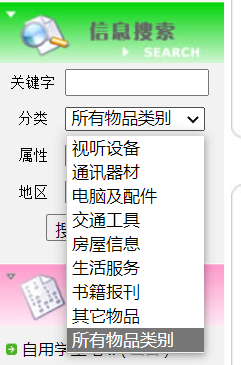 信息搜索
SEARCH
关键字
分类 所有物品类别
视听设备
属性
通讯器材
电脑及配件
地区
交通工具
房屋信息
生活服务
书籍报刊
其它物品
所有物品类别